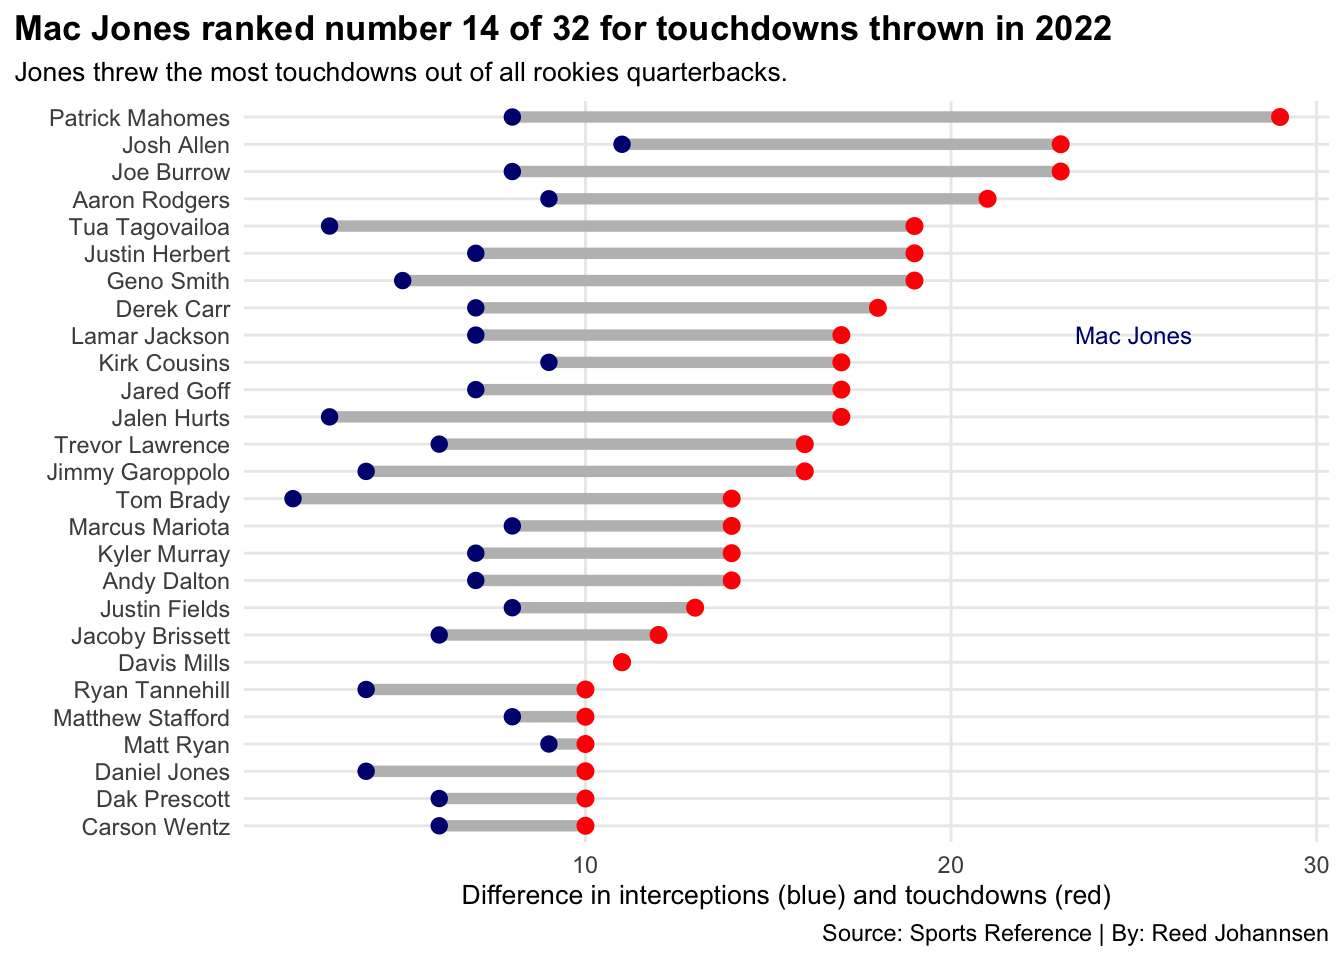 Mac Jones ranked number 14 of 32 for touchdowns thrown in 2022
Jones threw the most touchdowns out of all rookies quarterbacks.
Patrick Mahomes
Josh Allen
Joe Burrow
Aaron Rodgers
Tua Tagovailoa
Justin Herbert
Geno Smith
Derek Carr
Lamar Jackson
Mac Jones
Kirk Cousins
Jared Goff
Jalen Hurts
Trevor Lawrence
Jimmy Garoppolo
Tom Brady
Marcus Mariota
Kyler Murray
Andy Dalton
Justin Fields
Jacoby Brissett
Davis Mills
Ryan Tannehill
Matthew Stafford
Matt Ryan
Daniel Jones
Dak Prescott
Carson Wentz
10 20 30
Difference in interceptions (blue) and touchdowns (red)
Source: Sports Reference | By: Reed Johannsen